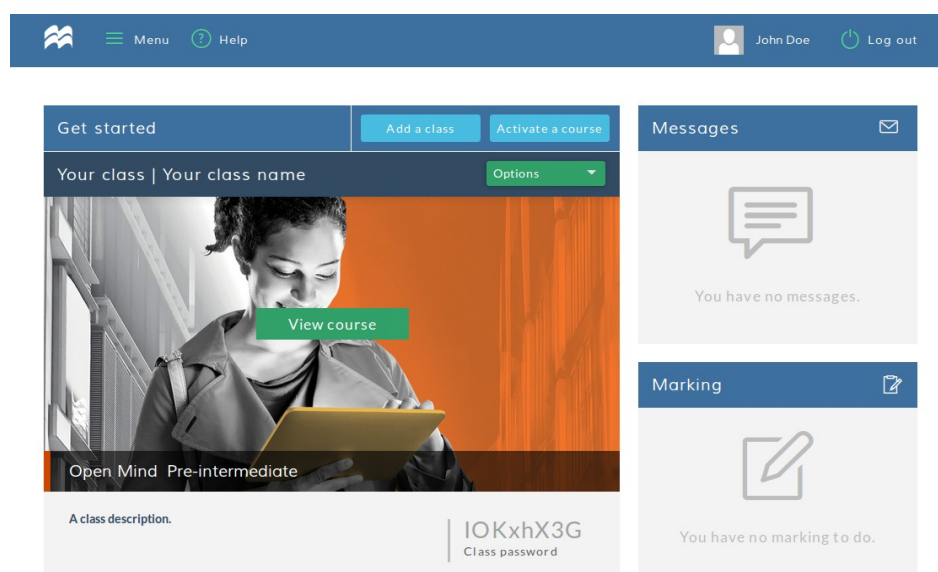 Menu
Help
John Doe
Log out
Get started
Add a class
Activate a course
Messages
Your class | Your class name
Options
View course
You have no messages.
Marking
Open Mind Pre-intermediate
A class description.
IOKxhX3G
Class password
You have no marking to do.